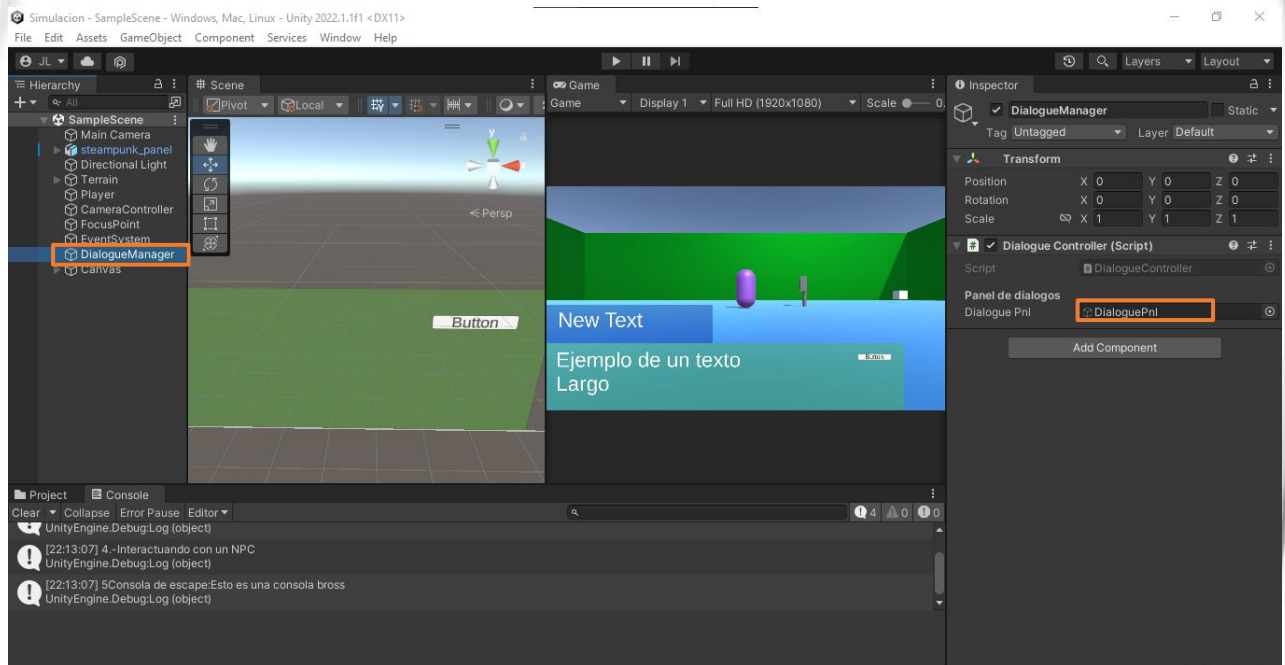 Simulacion - SampleScene - Windows, Mac, Linux - Unity 2022.1.1f1 <DX11>
File Edit Assets GameObject Component Services Window Help
JL Layers Layout
Hierarchy
All
SampleScene
Main Camera
steampunk_panel
Directional Light
Terrain
Player
CameraController
FocusPoint
EventSystem
DialogueManager
Canvas
# Scene
Pivot Local
y
x
Persp
Button
Game
Game Display 1 Full HD (1920x1080) Scale 0.
New Text
Ejemplo de un texto
Largo
Button
Inspector
DialogueManager Static
Tag Untagged Layer Default
Transform
Position X 0 Y 0 Z 0
Rotation X 0 Y 0 Z 0
Scale X 1 Y 1 Z 1
# Dialogue Controller (Script)
Script DialogueController
Panel de dialogos
Dialogue Pnl DialoguePnl
Add Component
Project Console
Clear Collapse Error Pause Editor 4 0 0
UnityEngine.Debug:Log (object)
[22:13:07] 4.-Interactuando con un NPC
UnityEngine.Debug:Log (object)
[22:13:07] 5Consola de escape:Esto es una consola bross
UnityEngine.Debug:Log (object)